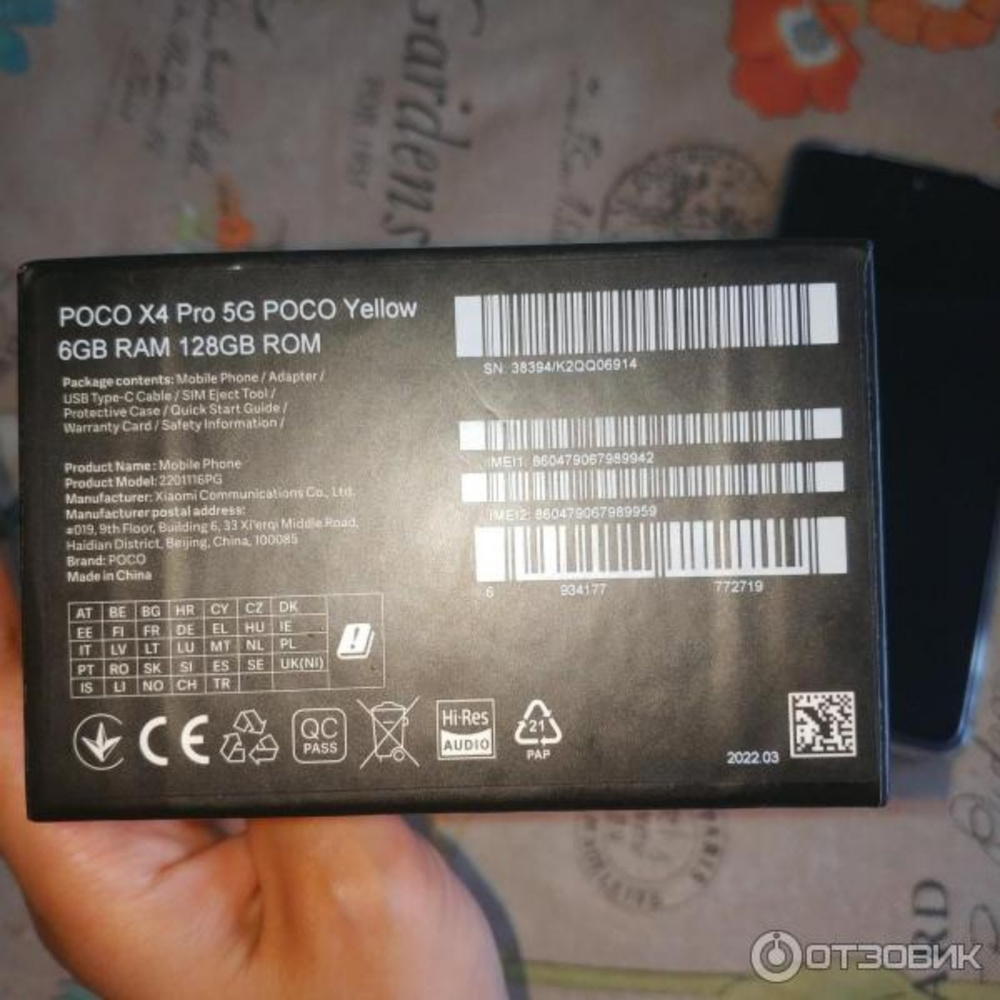 Gardens
POUR 1957
POCO X4 Pro 5G POCO Yellow
6GB RAM 128GB ROM
Package contents: Mobile Phone / Adapter /
USB Type-C Cable / SIM Eject Tool /
Protective Case / Quick Start Guide /
Warranty Card / Safety Information /
Product Name: Mobile Phone
Product Model: 2201116PG
Manufacturer: Xiaomi Communications Co., Ltd.
Manufacturer postal address:
#019, 9th Floor, Building 6, 33 Xi'erqi Middle Road,
Haidian District, Beijing, China, 100085
Brand: POCO
Made in China
SN: 38394/K2QQ06914
IMEI1: 860479067989942
IMEI2: 860479067989959
6 934177 772719
AT BE BG HR CY CZ DK
EE FI FR DE EL HU IE
IT LV LT LU MT NL PL
PT RO SK SI ES SE UK(NI)
IS LI NO CH TR
CE
QC
PASS
Hi-Res
AUDIO
21
PAP
2022.03
ARD
ОТЗОВИК